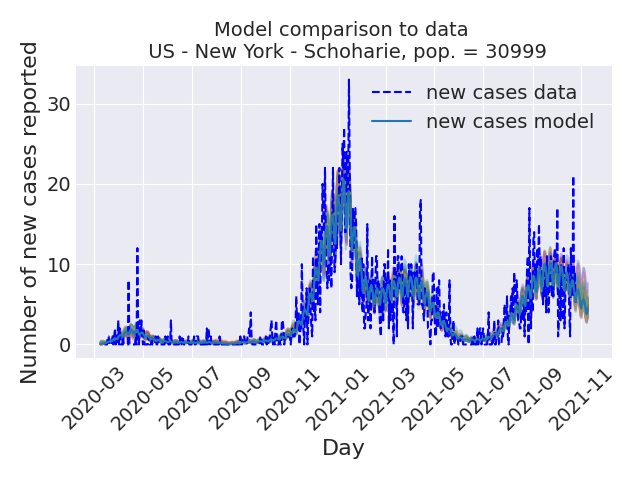 Model comparison to data
US - New York - Schoharie, pop. = 30999
Number of new cases reported
30
20
10
0
new cases data
new cases model
2020-03
2020-05
2020-07
2020-09
2020-11
2021-01
2021-03
2021-05
2021-07
2021-09
2021-11
Day